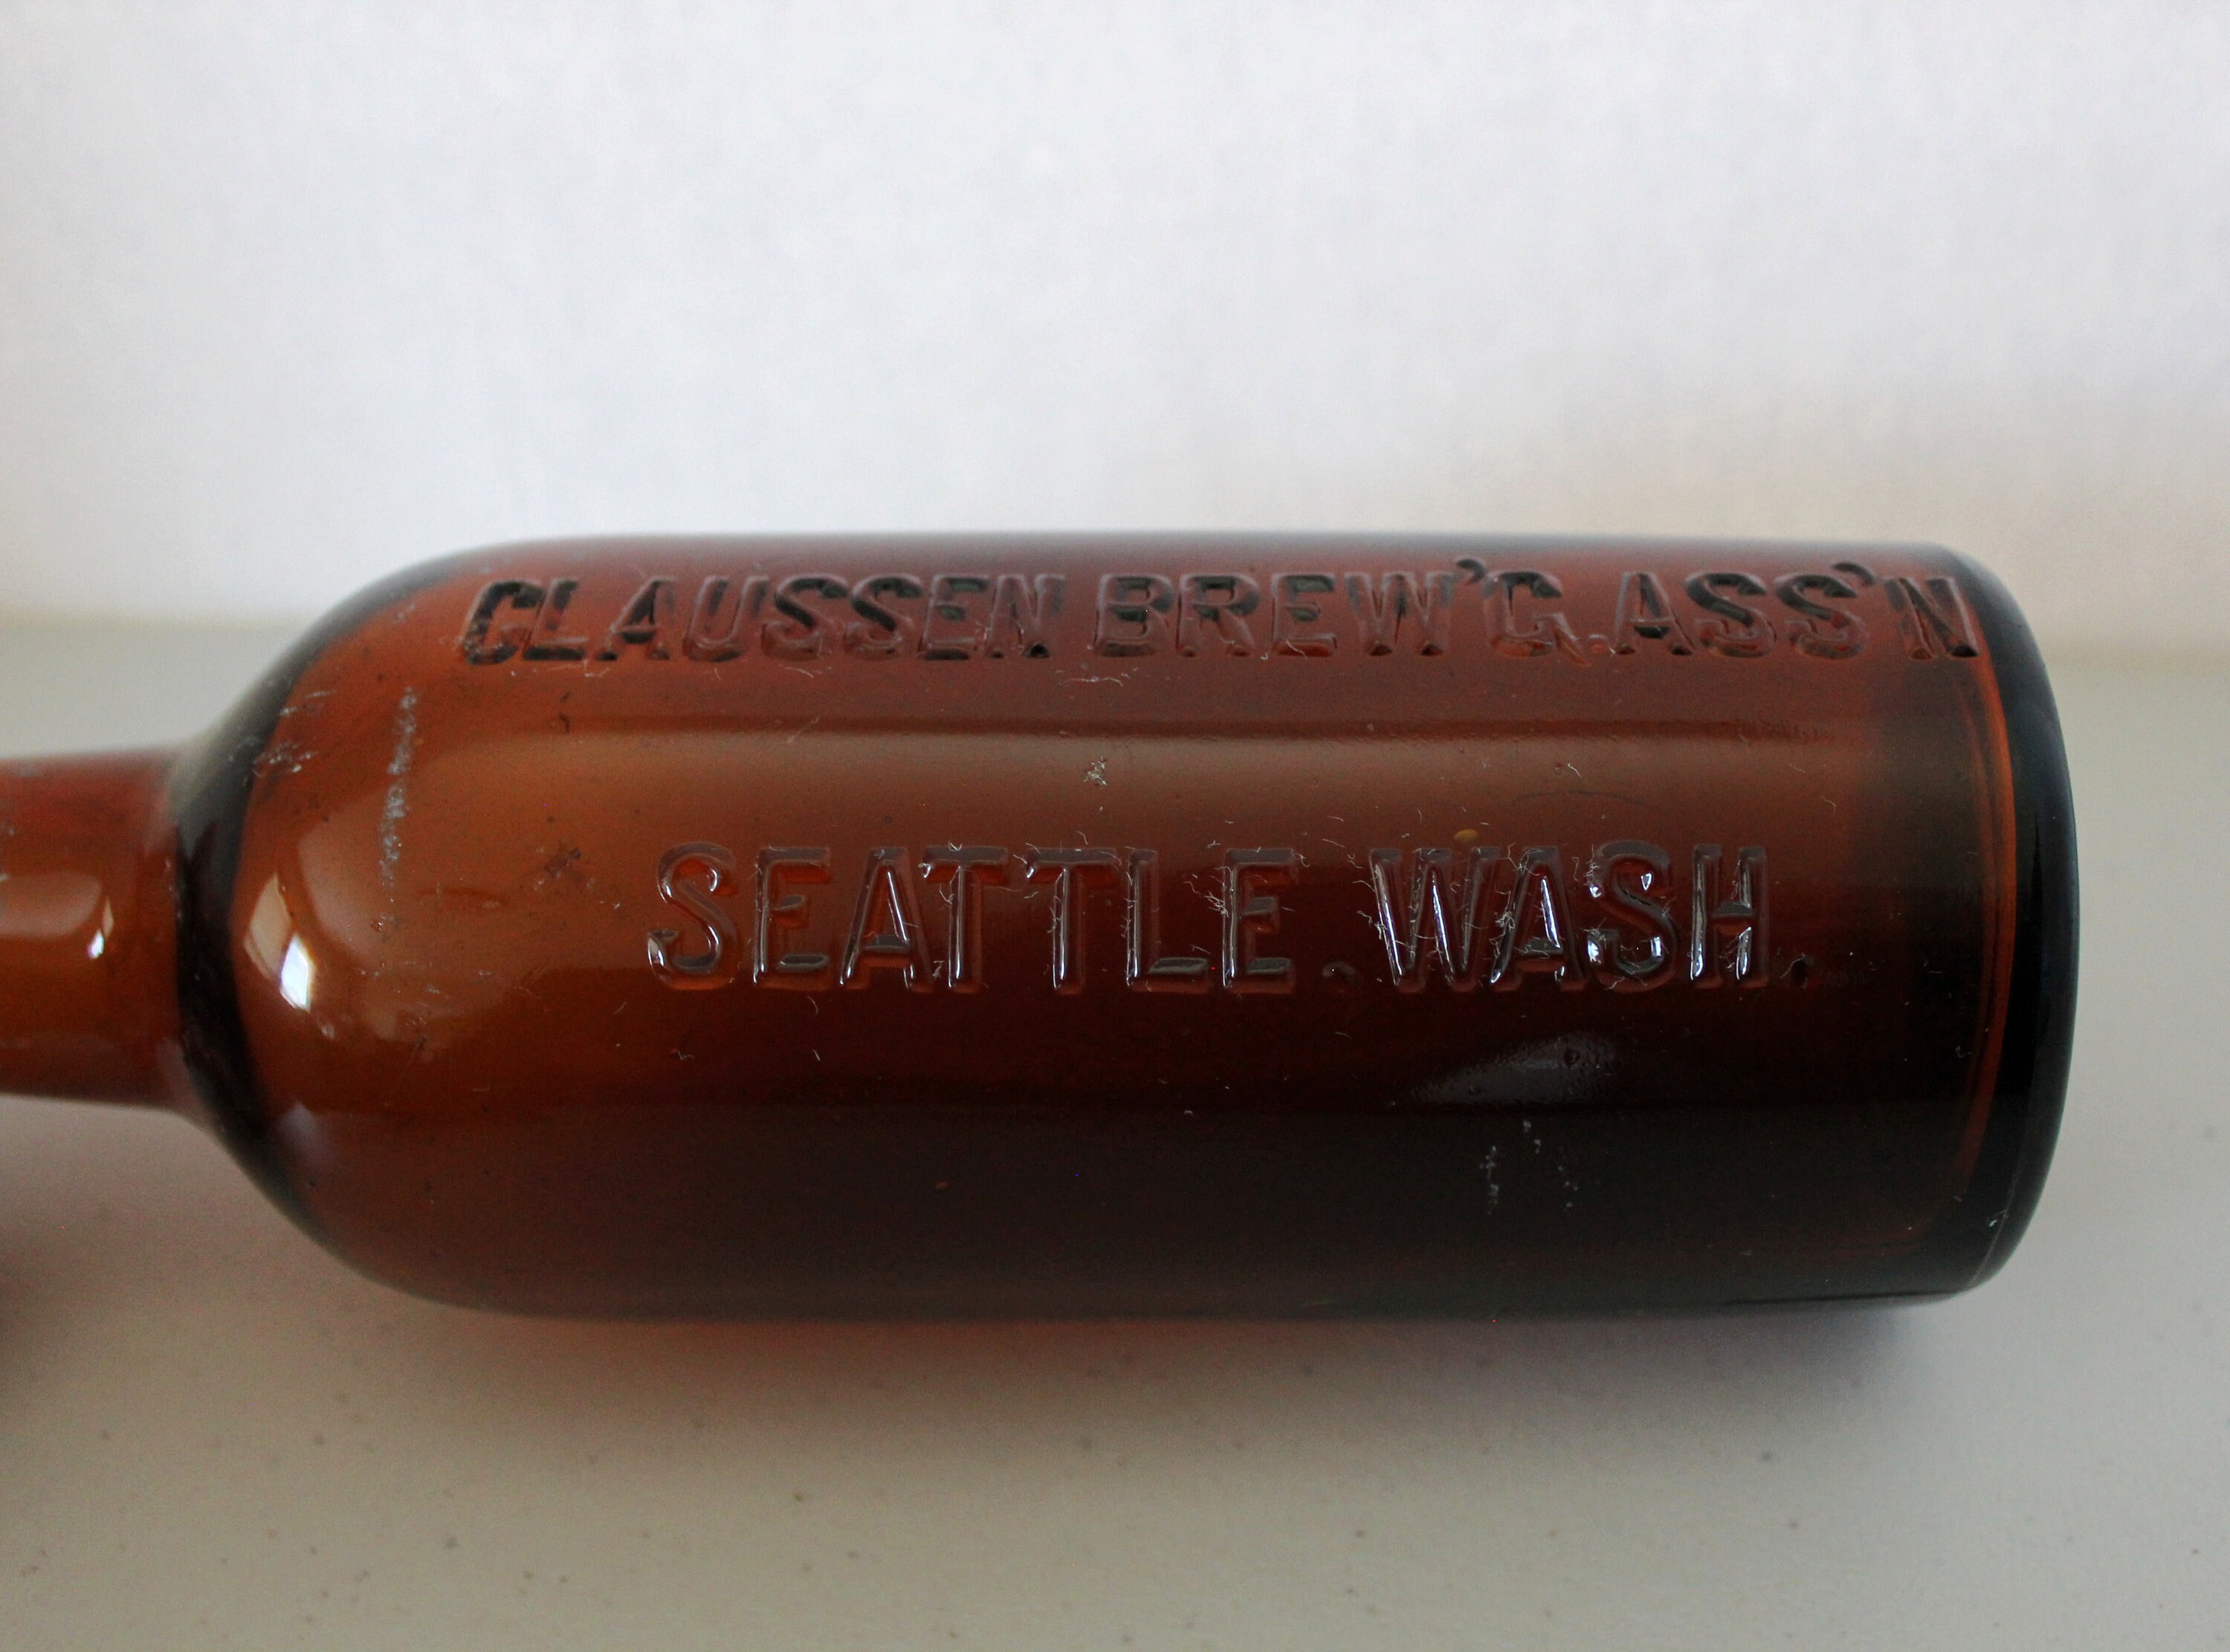 CLAUSSEN BREW'G. ASS'N
SEATTLE, WASH.